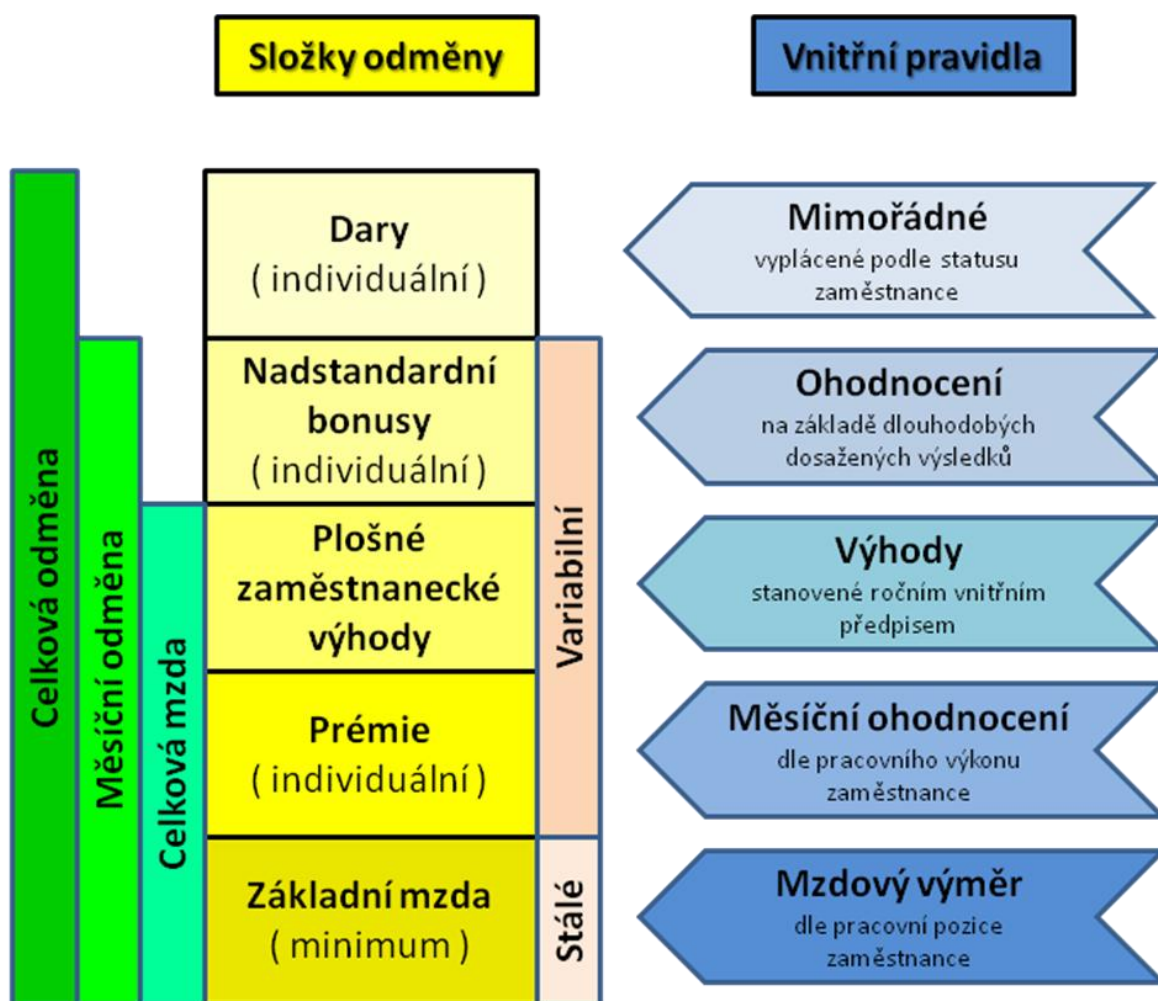 Složky odměny
Vnitřní pravidla
Celková odměna
Měsíční odměna
Celková mzda
Dary
( individuální )
Nadstandardní
bonusy
( individuální )
Plošné
zaměstnanecké
výhody
Prémie
( individuální )
Základní mzda
( minimum )
Variabilní
Stálé
Mimořádné
vyplácené podle statusu
zaměstnance
Ohodnocení
na základě dlouhodobých
dosažených výsledků
Výhody
stanovené ročním vnitřním
předpisem
Měsíční ohodnocení
dle pracovního výkonu
zaměstnance
Mzdový výměr
dle pracovní pozice
zaměstnance